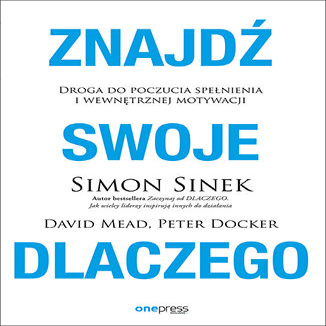 ZNAJDŹ
DROGA DO POCZUCIA SPEŁNIENIA
I WEWNĘTRZNEJ MOTYWACJI
SWOJE
SIMON SINEK
Autor bestsellera Zaczynaj od DLACZEGO.
Jak wielcy liderzy inspirują innych do działania
DAVID MEAD, PETER DOCKER
DLACZEGO
onepress